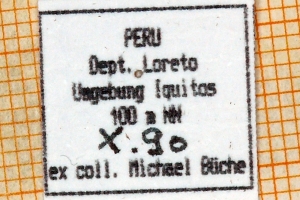 PERU
Dept. Loreto
Umgebung Iquitos
100 m NN
X.90
ex coll. Michael Büche